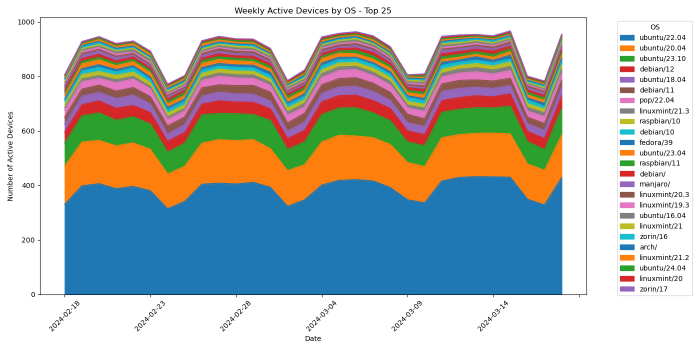 Weekly Active Devices by OS - Top 25
Number of Active Devices
1000
800
600
400
200
0
2024-02-18
2024-02-23
2024-02-28
2024-03-04
2024-03-09
2024-03-14
Date
OS
ubuntu/22.04
ubuntu/20.04
ubuntu/23.10
debian/12
ubuntu/18.04
debian/11
pop/22.04
linuxmint/21.3
raspbian/10
debian/10
fedora/39
ubuntu/23.04
raspbian/11
debian/
manjaro/
linuxmint/20.3
linuxmint/19.3
ubuntu/16.04
linuxmint/21
zorin/16
arch/
linuxmint/21.2
ubuntu/24.04
linuxmint/20
zorin/17